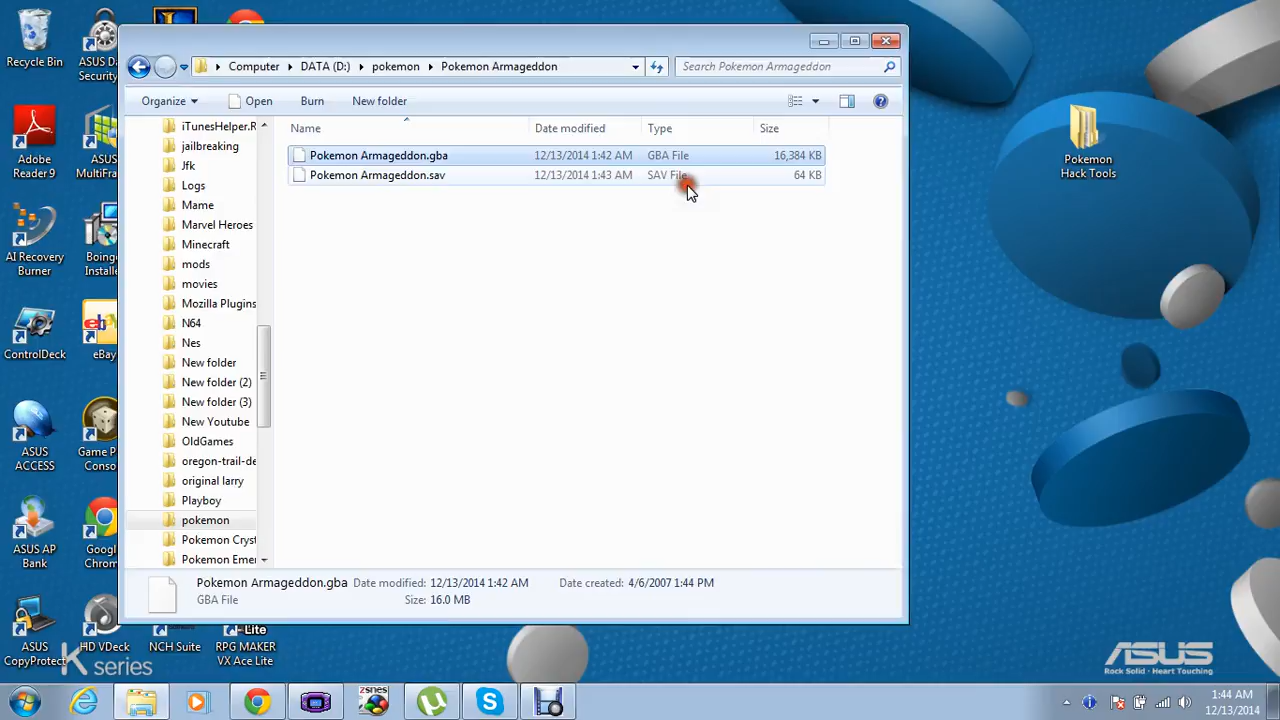 Recycle Bin
ASUS Da
Security
Computer DATA (D:) pokemon Pokemon Armageddon
Search Pokemon Armageddon
Organize Open Burn New folder
Name Date modified Type Size
Pokemon Armageddon.gba 12/13/2014 1:42 AM GBA File 16,384 KB
Pokemon Armageddon.sav 12/13/2014 1:43 AM SAV File 64 KB
iTunesHelper.R
jailbreaking
Jfk
Logs
Mame
Marvel Heroes
Minecraft
mods
movies
Mozilla Plugins
N64
Nes
New folder
New folder (2)
New folder (3)
New Youtube
OldGames
oregon-trail-de
original larry
Playboy
pokemon
Pokemon Cryst
Pokemon Emer
Pokemon Armageddon.gba Date modified: 12/13/2014 1:42 AM Date created: 4/6/2007 1:44 PM
GBA File Size: 16.0 MB
Adobe
Reader 9
ASUS
MultiFra
AI Recovery
Burner
Boing
Installe
ControlDeck
eBay
ASUS
ACCESS
Game P
Conso
ASUS AP
Bank
Goog
Chrom
ASUS
CopyProtect
HD VDeck
NCH Suite
Lite
RPG MAKER
VX Ace Lite
K series
Pokemon
Hack Tools
ASUS
Rock Solid · Heart Touching
zsnes
1:44 AM
12/13/2014